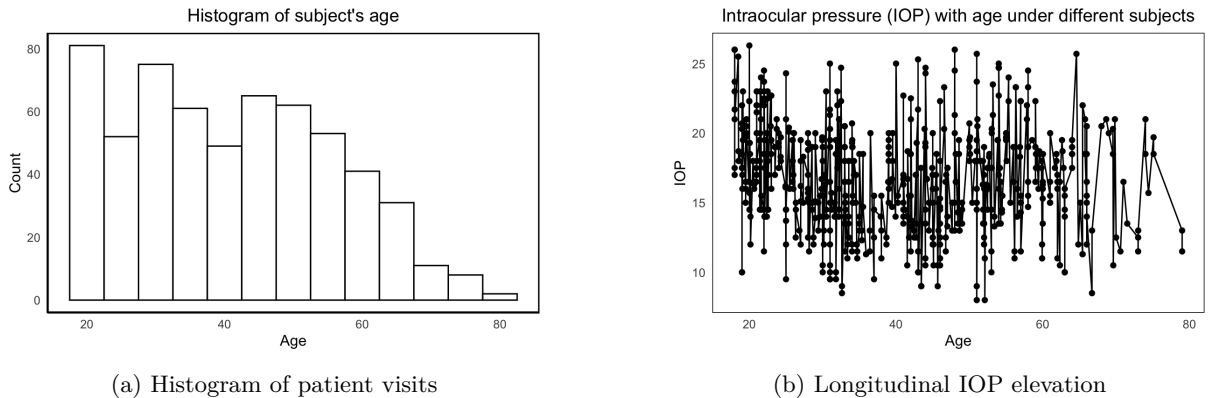 Histogram of subject's age
80
60
40
20
0
Count
20 40 60 80
Age
(a) Histogram of patient visits
Intraocular pressure (IOP) with age under different subjects
25
20
15
10
IOP
20 40 60 80
Age
(b) Longitudinal IOP elevation